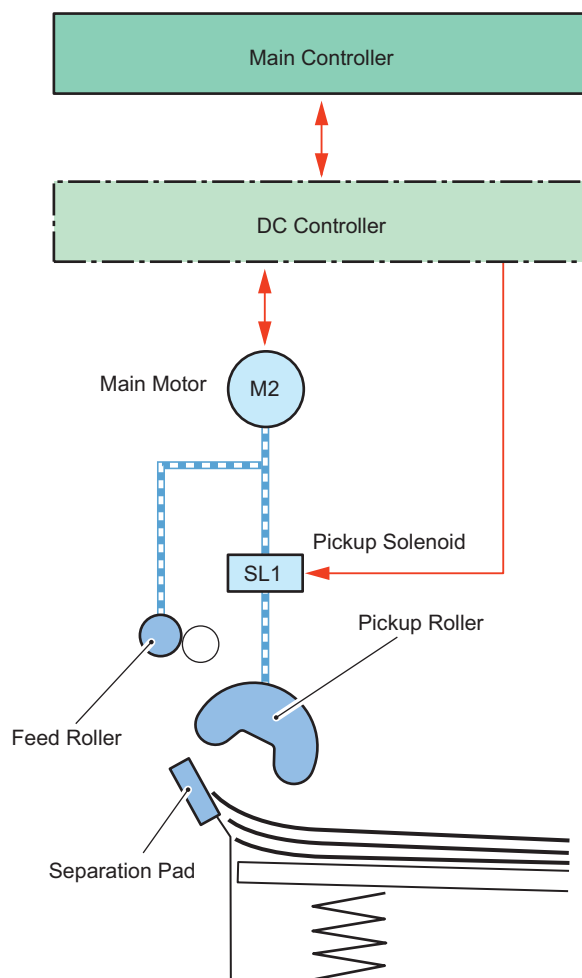 Main Controller
DC Controller
Main Motor
M2
Pickup Solenoid
SL1
Pickup Roller
Feed Roller
Separation Pad